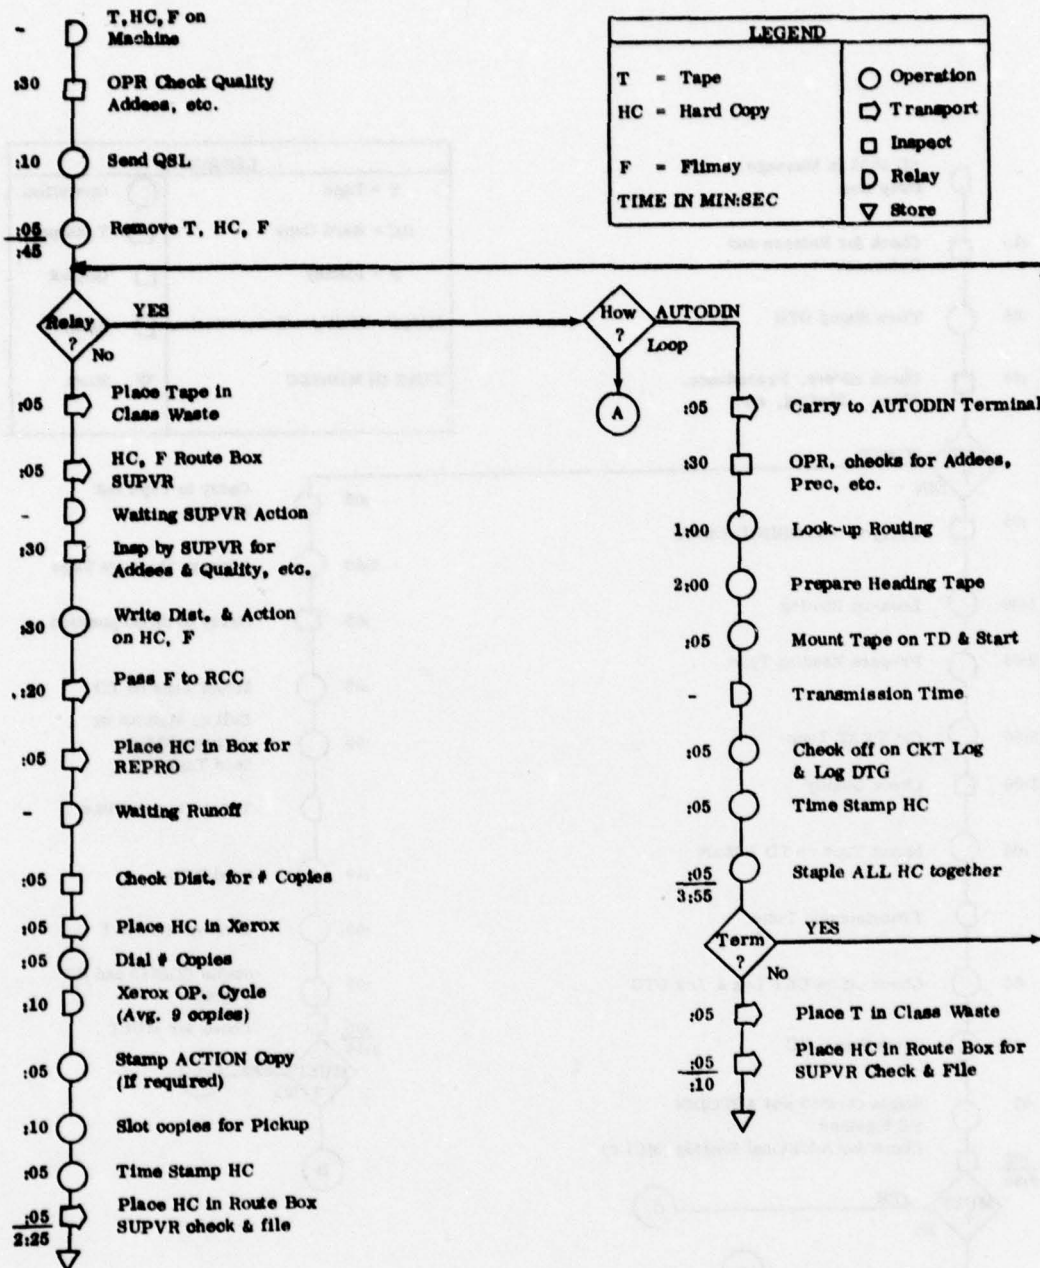 -
T, HC, F on
Machine
:30
OPR Check Quality
Addees, etc.
:10
Send QSL
:05
Remove T, HC, F
:45
LEGEND
T = Tape
HC = Hard Copy
F = Flimsy
TIME IN MIN:SEC
Operation
Transport
Inspect
Relay
Store
Relay
?
YES
No
:05
Place Tape in
Class Waste
:05
HC, F Route Box
SUPVR
-
Waiting SUPVR Action
:30
Insp by SUPVR for
Addees & Quality, etc.
:30
Write Dist. & Action
on HC, F
:20
Pass F to RCC
:05
Place HC in Box for
REPRO
-
Waiting Runoff
:05
Check Dist. for # Copies
:05
Place HC in Xerox
:05
Dial # Copies
:10
Xerox OP. Cycle
(Avg. 9 copies)
:05
Stamp ACTION Copy
(If required)
:10
Slot copies for Pickup
:05
Time Stamp HC
:05
Place HC in Route Box
SUPVR check & file
2:25
How
?
AUTODIN
Loop
A
:05
Carry to AUTODIN Terminal
:30
OPR, checks for Addees,
Prec, etc.
1:00
Look-up Routing
2:00
Prepare Heading Tape
:05
Mount Tape on TD & Start
-
Transmission Time
:05
Check off on CKT Log
& Log DTG
:05
Time Stamp HC
:05
Staple ALL HC together
3:55
Term
?
YES
No
:05
Place T in Class Waste
:05
Place HC in Route Box for
SUPVR Check & File
:10